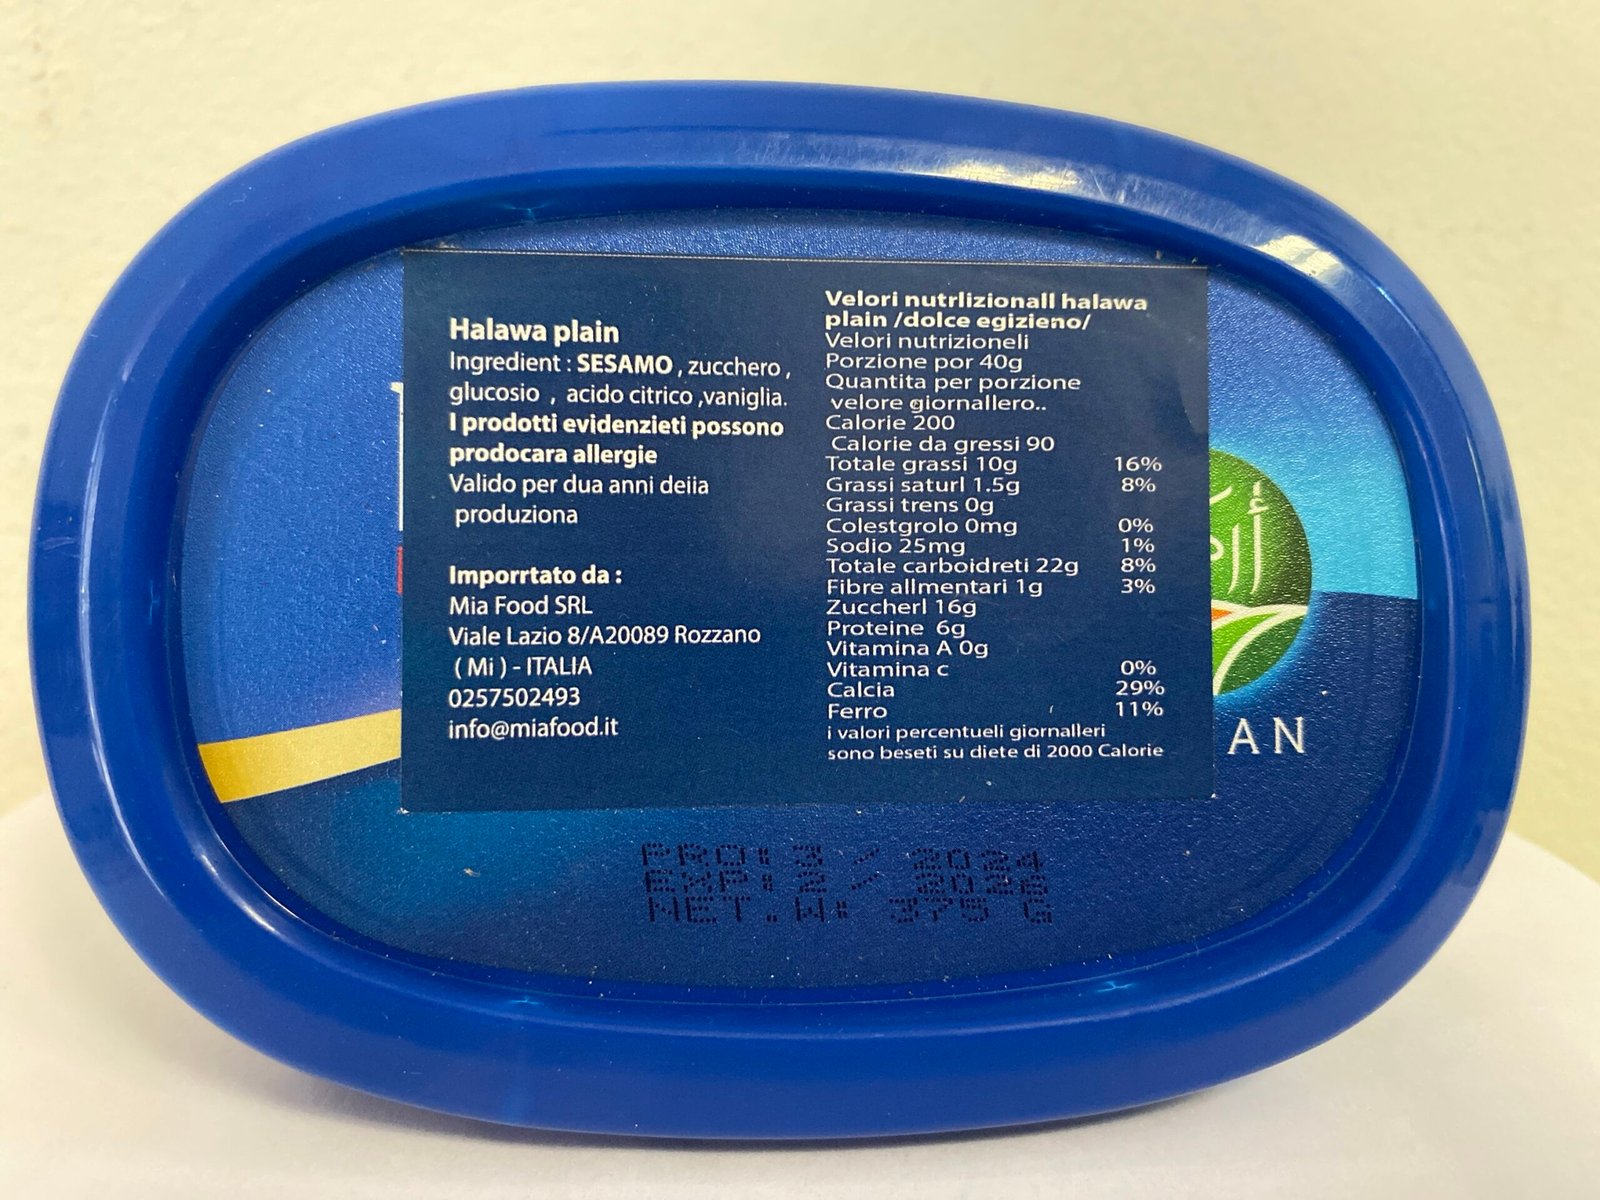 Halawa plain
Ingredient : SESAMO , zucchero ,
glucosio , acido citrico ,vaniglia.
I prodotti evidenzieti possono
prodocara allergie
Valido per dua anni deiia
produziona
Imporrtato da :
Mia Food SRL
Viale Lazio 8/A20089 Rozzano
( Mi ) - ITALIA
0257502493
info@miafood.it
Velori nutrlizionall halawa
plain /dolce egizieno/
Velori nutrizioneli
Porzione por 40g
Quantita per porzione
velore giornallero..
Calorie 200
Calorie da gressi 90
Totale grassi 10g 16%
Grassi saturl 1.5g 8%
Grassi trens 0g
Colestgrolo 0mg 0%
Sodio 25mg 1%
Totale carboidreti 22g 8%
Fibre allmentari 1g 3%
Zuccherl 16g
Proteine 6g
Vitamina A 0g
Vitamina c 0%
Calcia 29%
Ferro 11%
i valori percentueli giornalleri
sono beseti su diete di 2000 Calorie
AN
PRO: 3 / 2024
EXP: 2 / 2026
NET.W: 375 G